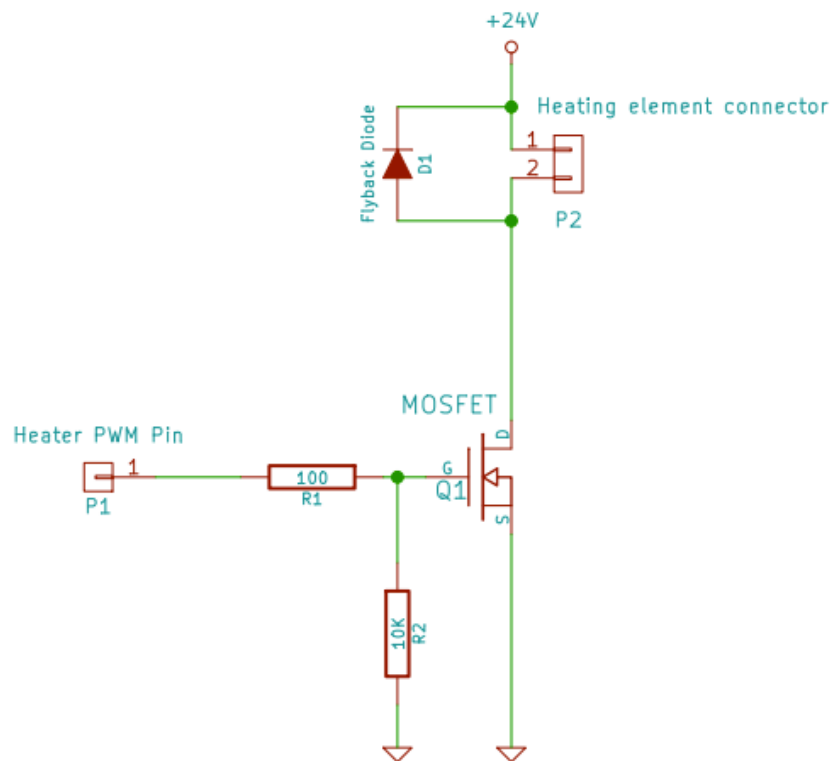 +24V
Heating element connector
Flyback Diode
D1
1
2
P2
MOSFET
D
Heater PWM Pin
1
100
G
Q1
P1
R1
S
10K
R2